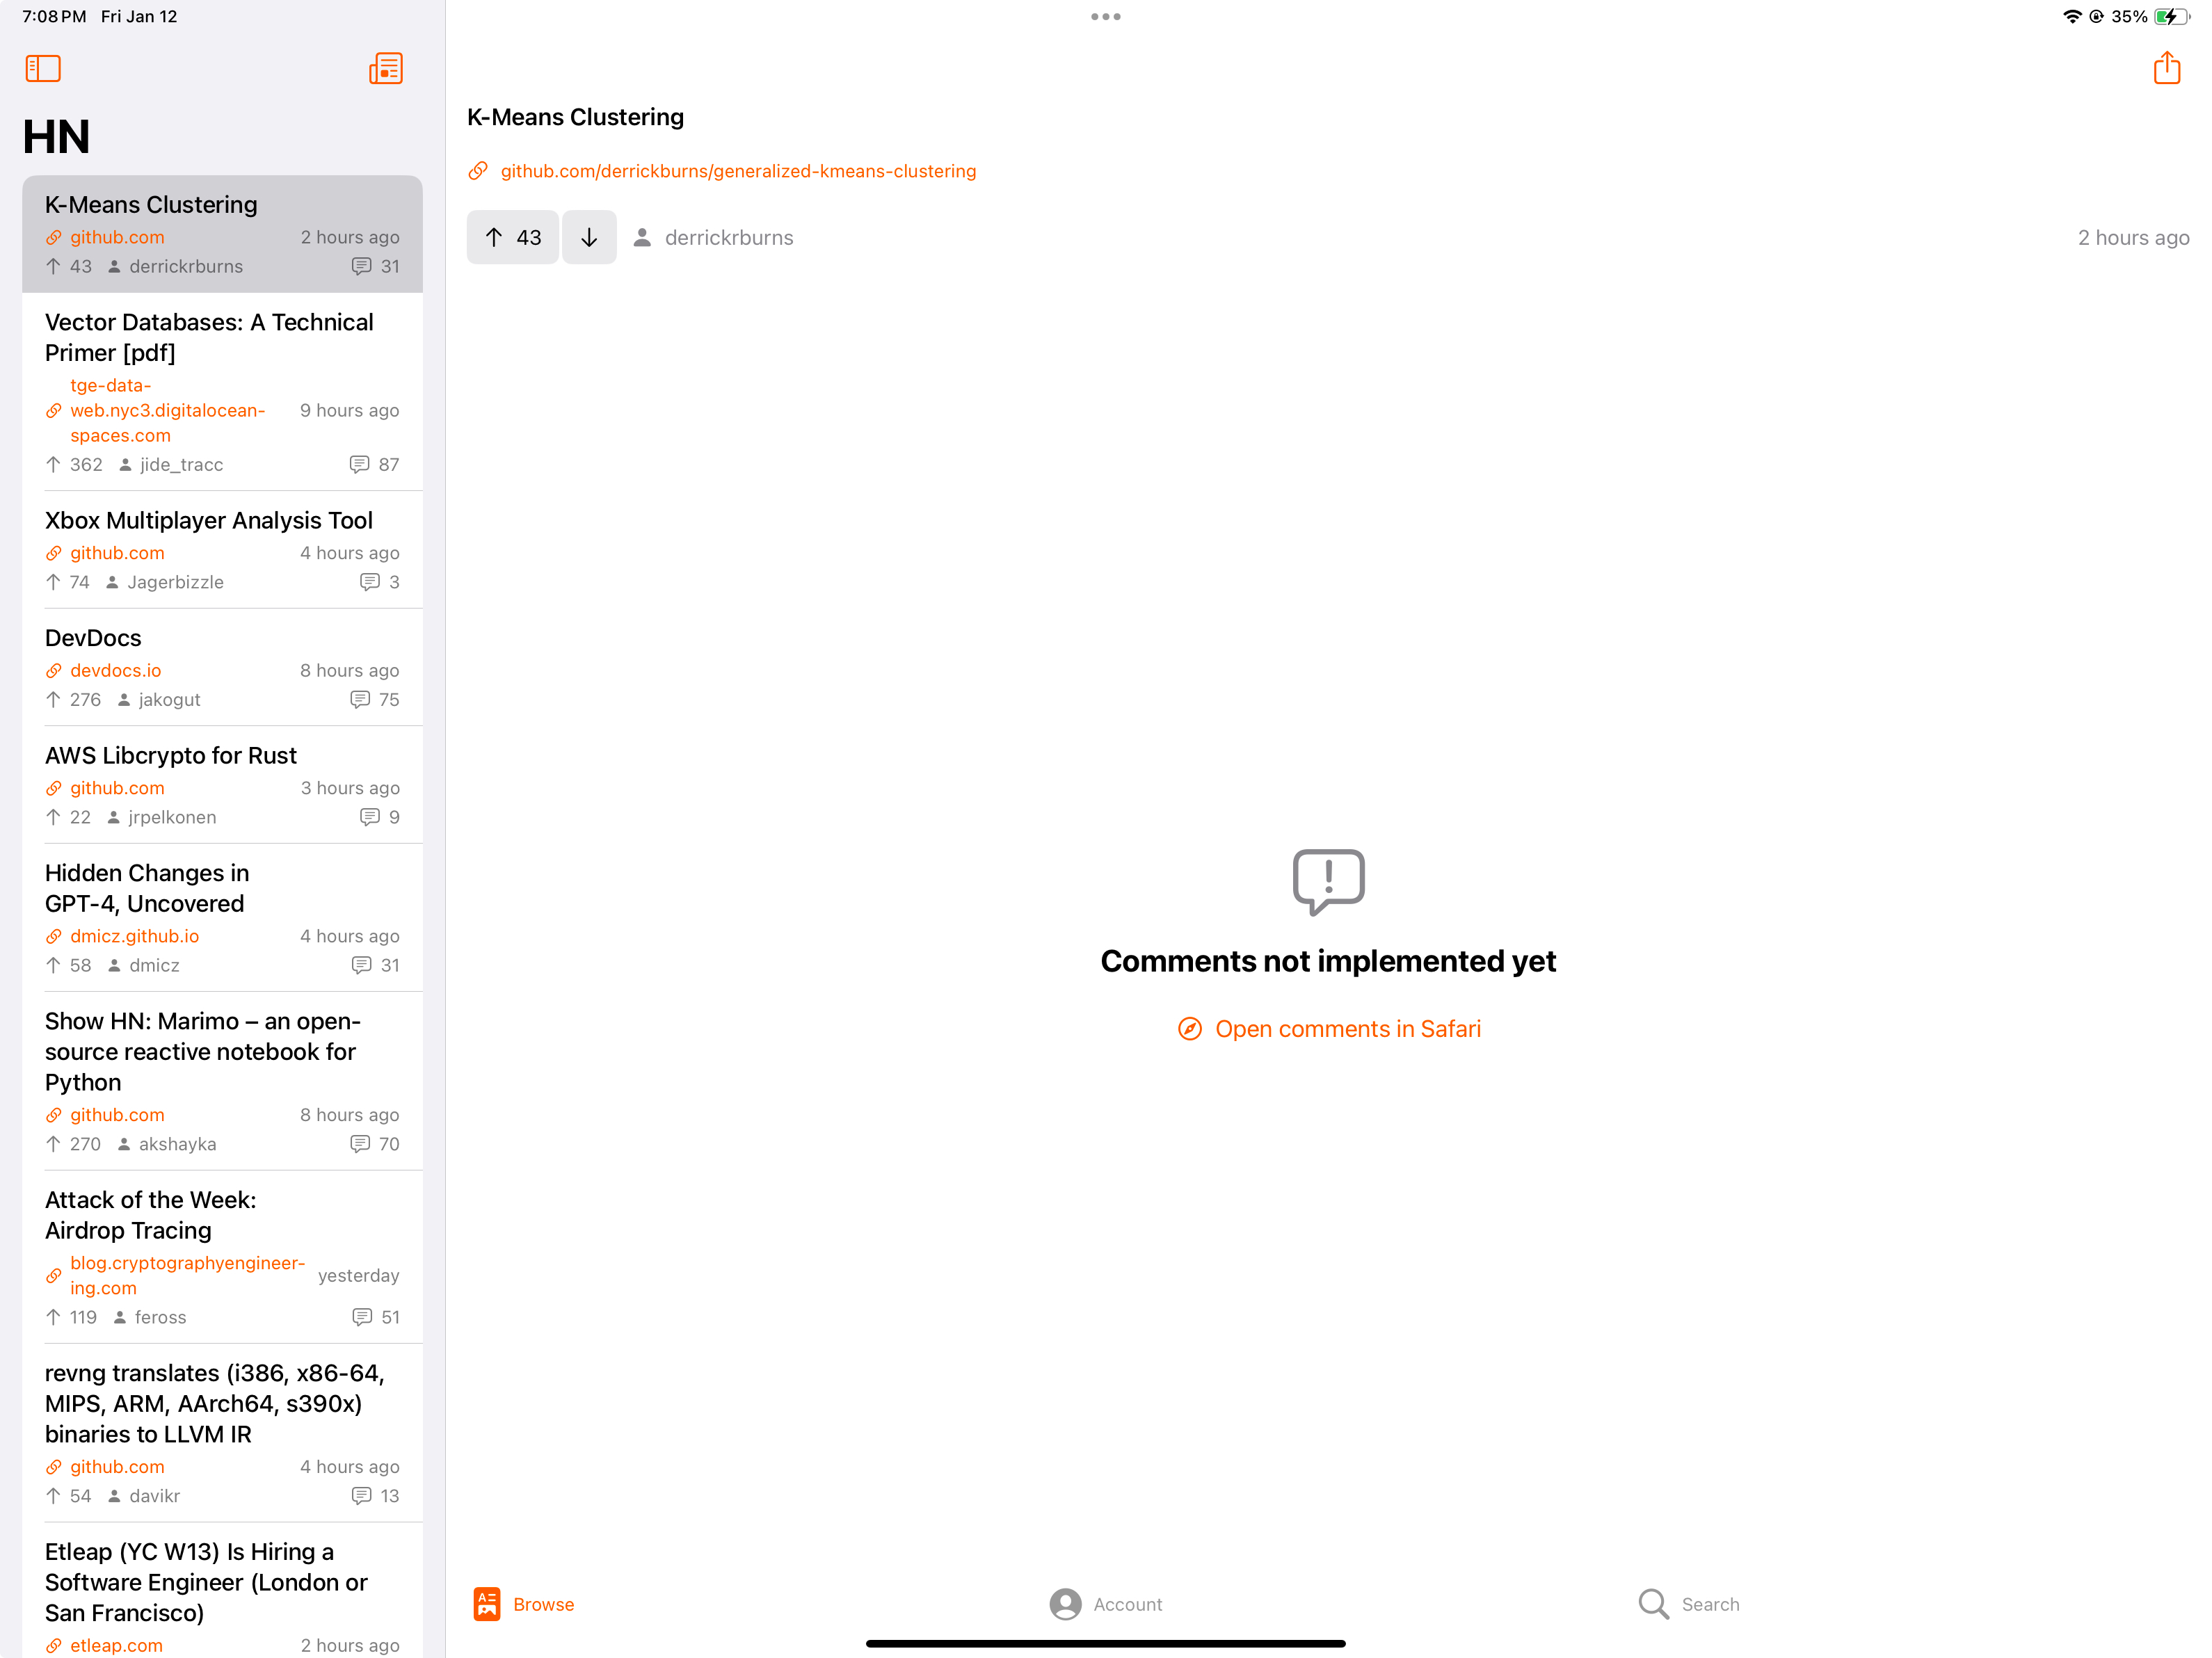 7:08 PM Fri Jan 12
35%
HN
K-Means Clustering
github.com 2 hours ago
43 derrickrburns 31
Vector Databases: A Technical
Primer [pdf]
tge-data-
web.nyc3.digitalocean-
spaces.com
9 hours ago
362 jide_tracc 87
Xbox Multiplayer Analysis Tool
github.com 4 hours ago
74 Jagerbizzle 3
DevDocs
devdocs.io 8 hours ago
276 jakogut 75
AWS Libcrypto for Rust
github.com 3 hours ago
22 jrpelkonen 9
Hidden Changes in
GPT-4, Uncovered
dmicz.github.io 4 hours ago
58 dmicz 31
Show HN: Marimo – an open-
source reactive notebook for
Python
github.com 8 hours ago
270 akshayka 70
Attack of the Week:
Airdrop Tracing
blog.cryptographyengineer-
ing.com
yesterday
119 feross 51
revng translates (i386, x86-64,
MIPS, ARM, AArch64, s390x)
binaries to LLVM IR
github.com 4 hours ago
54 davikr 13
Etleap (YC W13) Is Hiring a
Software Engineer (London or
San Francisco)
etleap.com 2 hours ago
K-Means Clustering
github.com/derrickburns/generalized-kmeans-clustering
43 derrickrburns 2 hours ago
Comments not implemented yet
Open comments in Safari
Browse Account Search